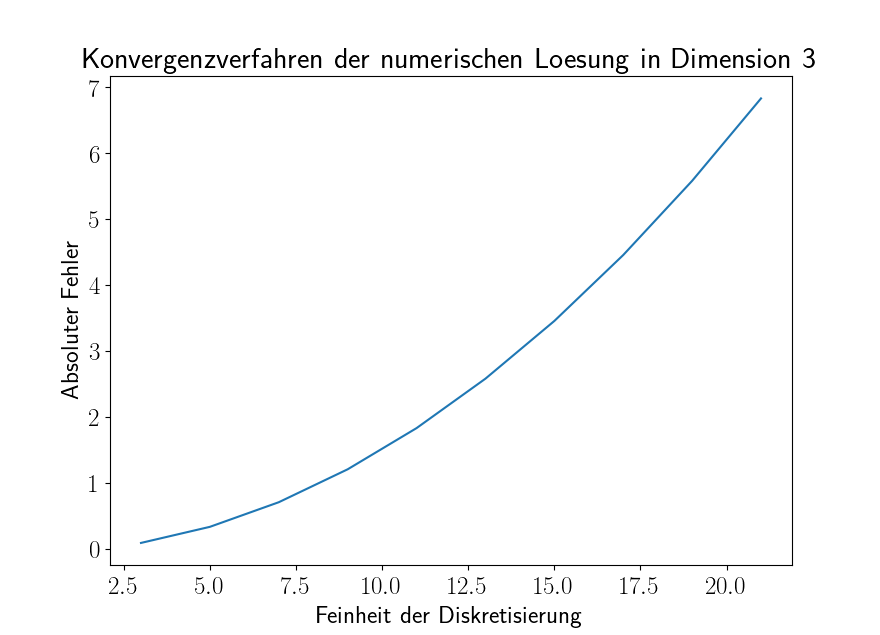 Konvergenzverfahren der numerischen Loesung in Dimension 3
7
6
5
4
3
2
1
0
Absoluter Fehler
2.5 5.0 7.5 10.0 12.5 15.0 17.5 20.0
Feinheit der Diskretisierung